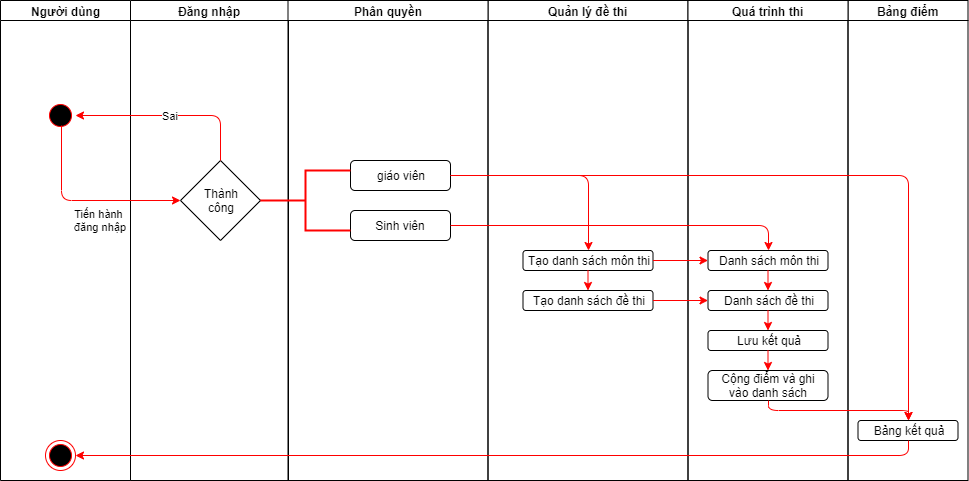 Người dùng
Đăng nhập
Phân quyền
Quản lý đề thi
Quá trình thi
Bảng điểm
Sai
Thành
công
Tiến hành
đăng nhập
giáo viên
Sinh viên
Tạo danh sách môn thi
Danh sách môn thi
Tạo danh sách đề thi
Danh sách đề thi
Lưu kết quả
Cộng điểm và ghi
vào danh sách
Bảng kết quả